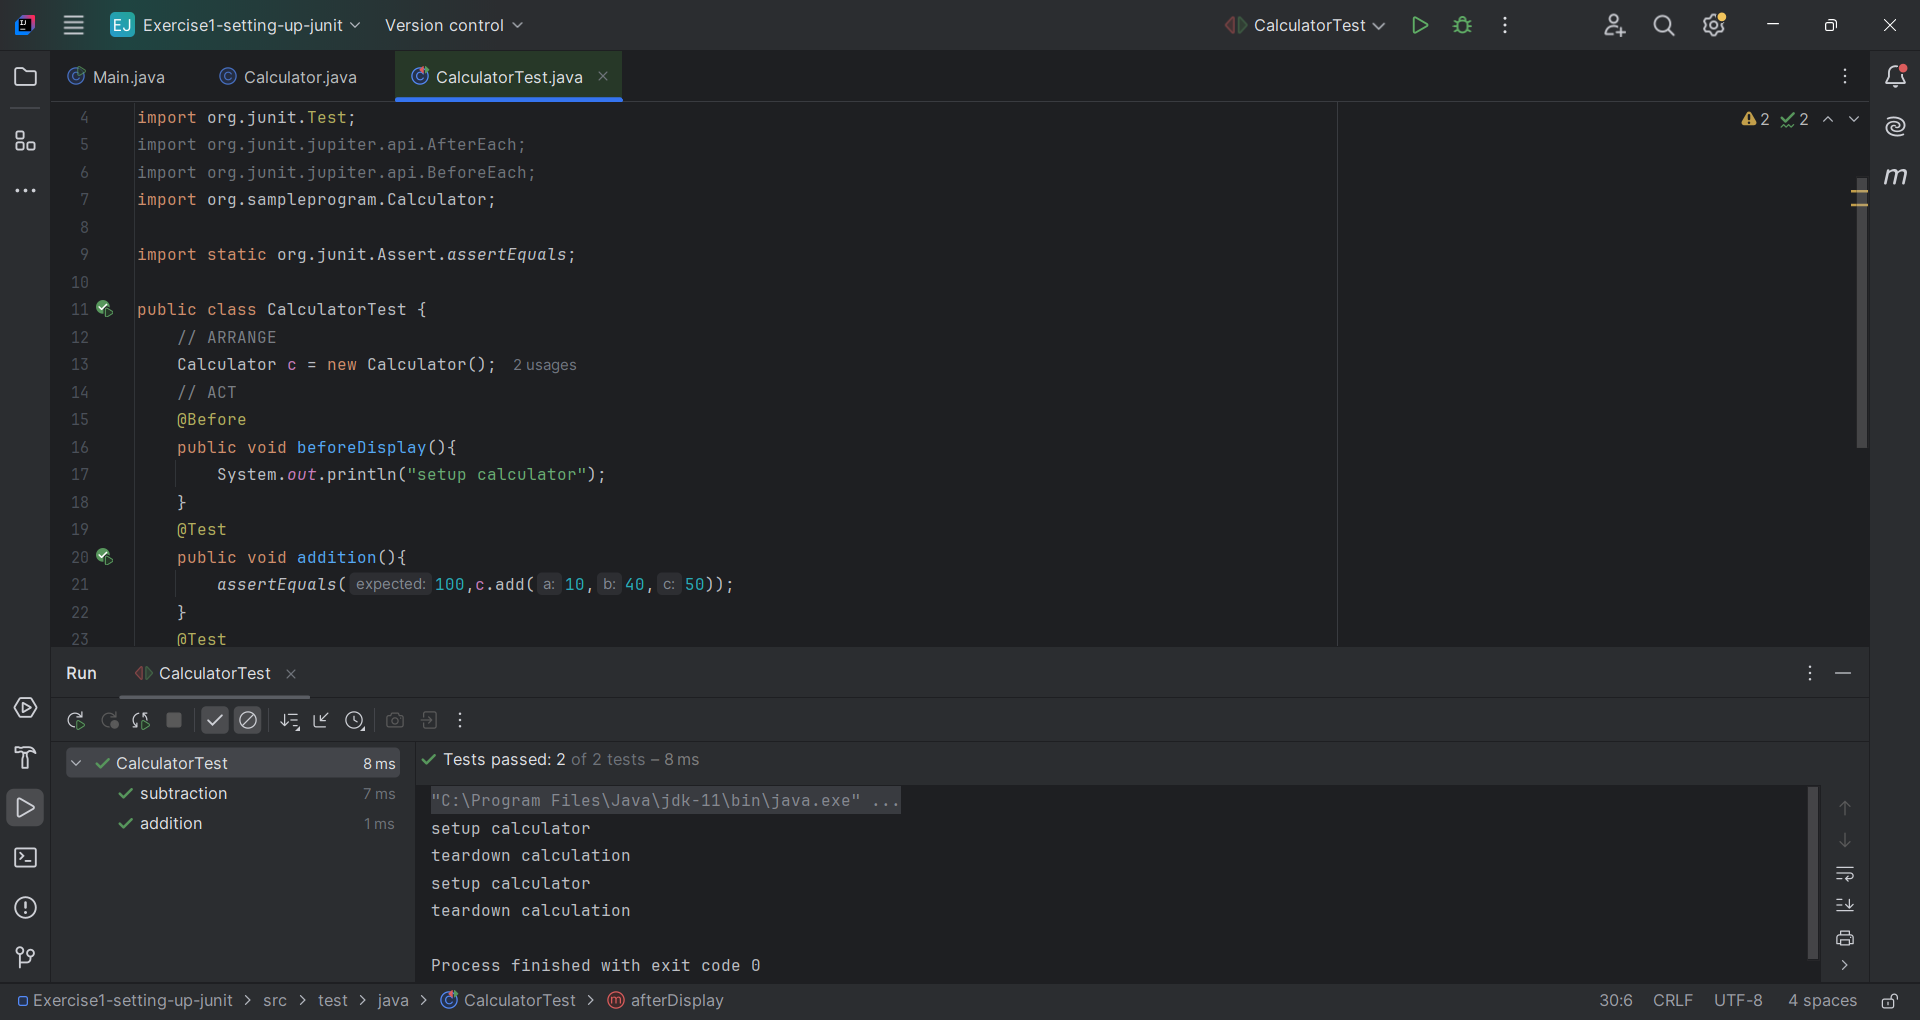 EJ Exercise1-setting-up-junit Version control CalculatorTest
Main.java Calculator.java CalculatorTest.java
4 import org.junit.Test; 2 2
5 import org.junit.jupiter.api.AfterEach;
6 import org.junit.jupiter.api.BeforeEach;
7 import org.sampleprogram.Calculator;
8
9 import static org.junit.Assert.assertEquals;
10
11 public class CalculatorTest {
12 // ARRANGE
13 Calculator c = new Calculator(); 2 usages
14 // ACT
15 @Before
16 public void beforeDisplay(){
17 System.out.println("setup calculator");
18 }
19 @Test
20 public void addition(){
21 assertEquals( expected: 100,c.add( a: 10, b: 40, c: 50));
22 }
23 @Test
Run CalculatorTest
CalculatorTest 8 ms
subtraction 7 ms
addition 1 ms
Tests passed: 2 of 2 tests – 8 ms
"C:\Program Files\Java\jdk-11\bin\java.exe" ...
setup calculator
teardown calculation
setup calculator
teardown calculation
Process finished with exit code 0
Exercise1-setting-up-junit > src > test > java > CalculatorTest > m afterDisplay 30:6 CRLF UTF-8 4 spaces